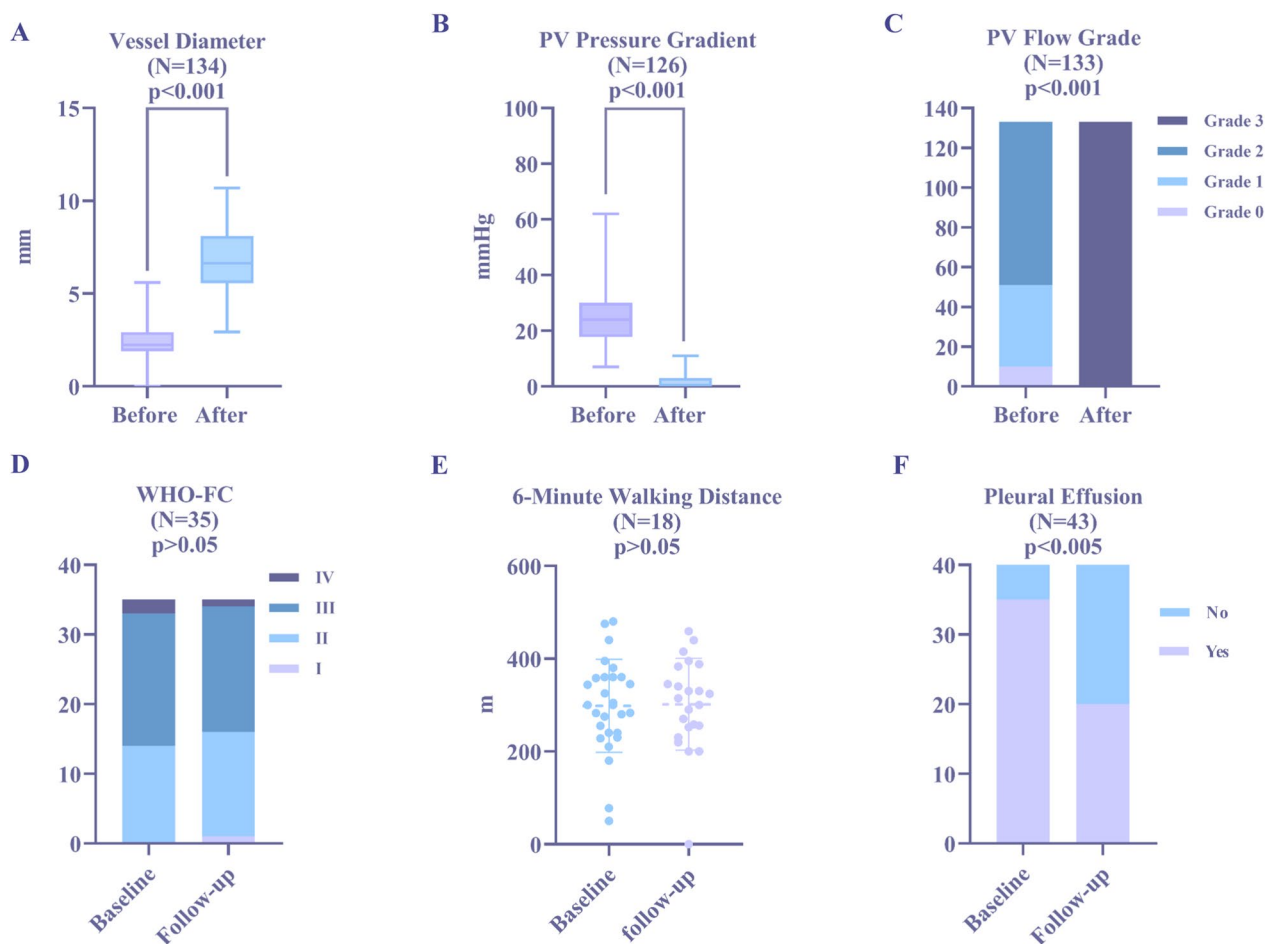 A
Vessel Diameter
(N=134)
p<0.001
15
10
5
0
mm
Before
After
B
PV Pressure Gradient
(N=126)
p<0.001
100
80
60
40
20
0
mmHg
Before
After
C
PV Flow Grade
(N=133)
p<0.001
140
120
100
80
60
40
20
0
Before
After
Grade 3
Grade 2
Grade 1
Grade 0
D
WHO-FC
(N=35)
p>0.05
40
30
20
10
0
Baseline
Follow-up
IV
III
II
I
E
6-Minute Walking Distance
(N=18)
p>0.05
600
400
200
0
m
Baseline
follow-up
F
Pleural Effusion
(N=43)
p<0.005
40
30
20
10
0
Baseline
Follow-up
No
Yes